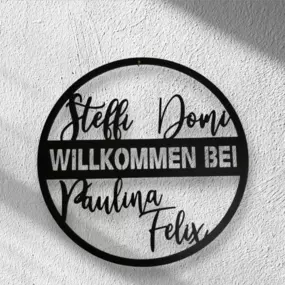 Steffi Domi
WILLKOMMEN BEI
Paulina
Felix